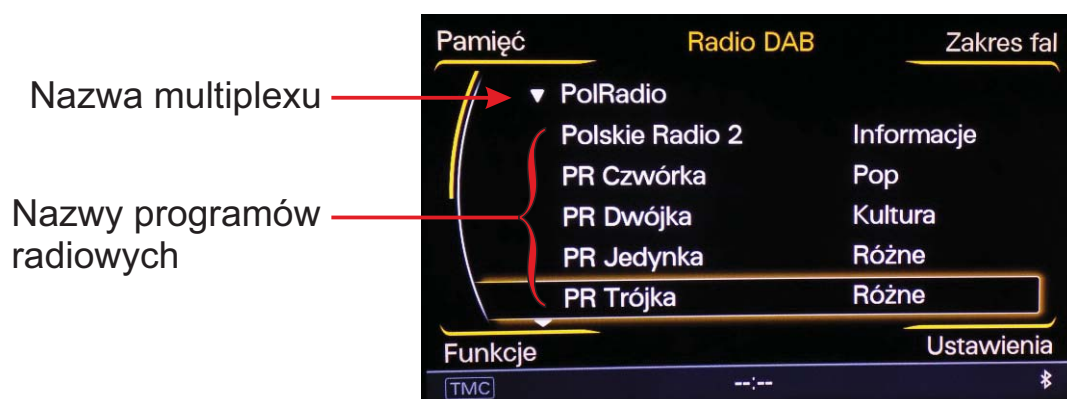 Pamięć Radio DAB Zakres fal
Nazwa multiplexu
PolRadio
Polskie Radio 2 Informacje
PR Czwórka Pop
Nazwy programów radiowych
PR Dwójka Kultura
PR Jedynka Różne
PR Trójka Różne
Funkcje Ustawienia
TMC --:--